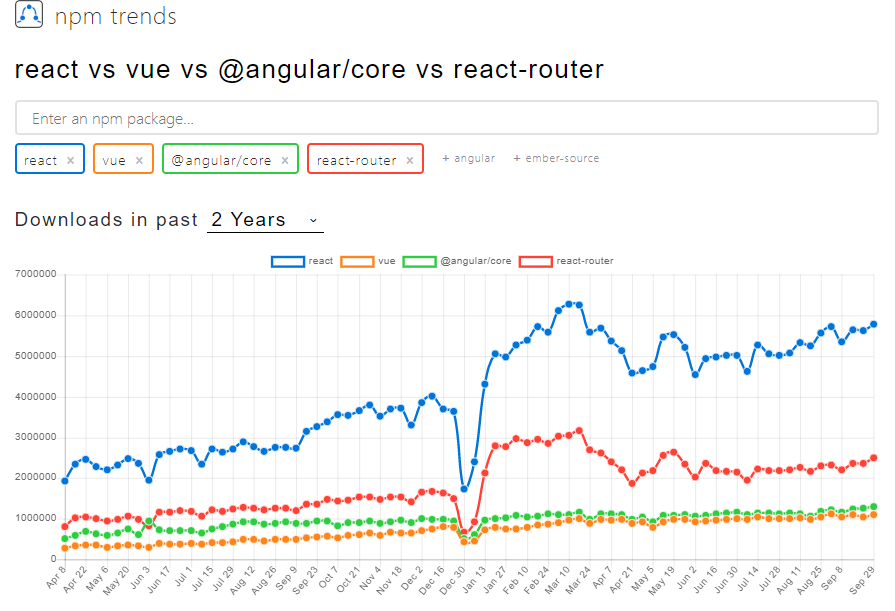 npm trends
react vs vue vs @angular/core vs react-router
Enter an npm package...
react × vue × @angular/core × react-router × + angular + ember-source
Downloads in past 2 Years
react vue @angular/core react-router
7000000
6000000
5000000
4000000
3000000
2000000
1000000
0
Apr 8 Apr 22 May 6 May 20 Jun 3 Jun 17 Jul 1 Jul 15 Jul 29 Aug 12 Aug 26 Sep 9 Sep 23 Oct 7 Oct 21 Nov 4 Nov 18 Dec 2 Dec 16 Dec 30 Jan 13 Jan 27 Feb 10 Feb 24 Mar 10 Mar 24 Apr 7 Apr 21 May 5 May 19 Jun 2 Jun 16 Jun 30 Jul 14 Jul 28 Aug 11 Aug 25 Sep 8 Sep 29